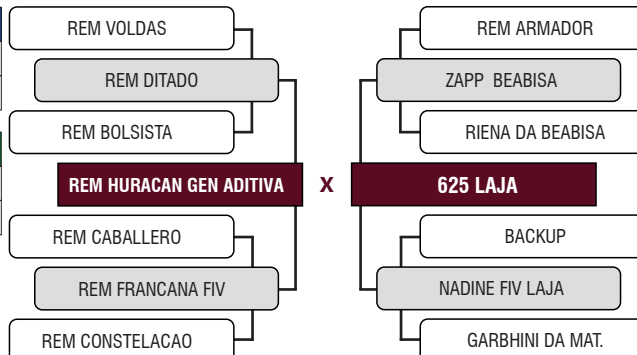 REM VOLDAS
REM DITADO
REM BOLSISTA
REM HURACAN GEN ADITIVA
REM CABALLERO
REM FRANCANA FIV
REM CONSTELACAO
X
REM ARMADOR
ZAPP BEABISA
RIENA DA BEABISA
625 LAJA
BACKUP
NADINE FIV LAJA
GARBHINI DA MAT.